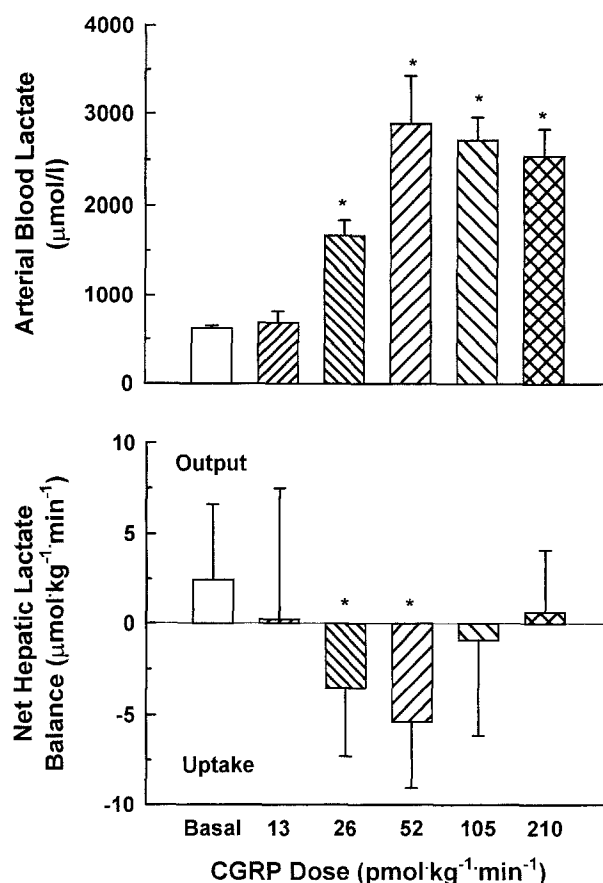 4000
3000
2000
1000
0
Arterial Blood Lactate
(μmol/l)
*
*
*
*
10
5
0
-5
-10
Net Hepatic Lactate
Balance (μmol·kg⁻¹·min⁻¹)
Output
Uptake
*
*
Basal 13 26 52 105 210
CGRP Dose (pmol·kg⁻¹·min⁻¹)